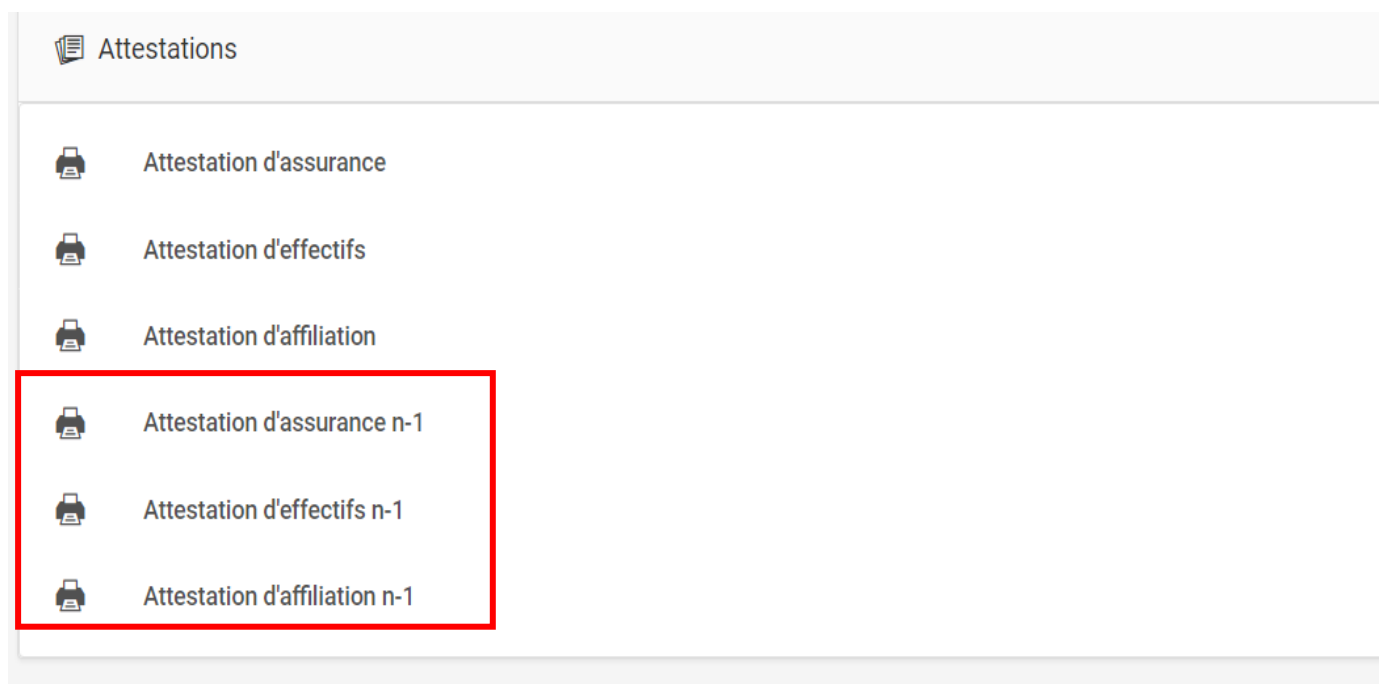 Attestations
Attestation d'assurance
Attestation d'effectifs
Attestation d'affiliation
Attestation d'assurance n-1
Attestation d'effectifs n-1
Attestation d'affiliation n-1